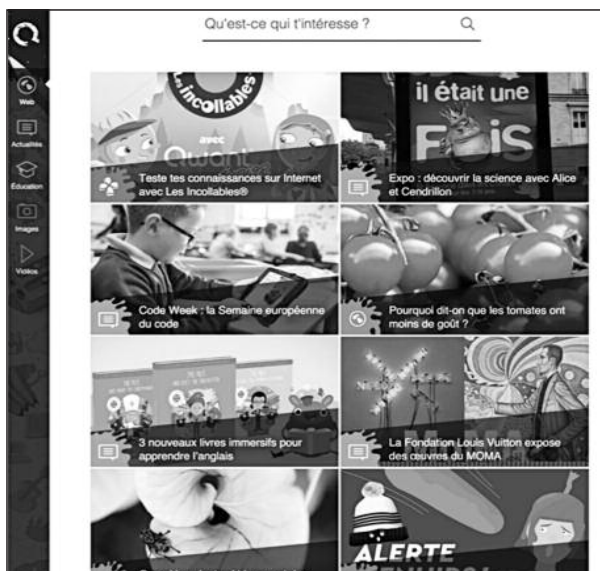 Qu'est-ce qui t'intéresse ?
Web
Actualités
Éducation
Images
Vidéos
Les
incollables
avec
Qwant
Teste tes connaissances sur Internet
avec Les Incollables®
il était une
F IS
Expo : découvrir la science avec Alice
et Cendrillon
Code Week : la Semaine européenne
du code
Pourquoi dit-on que les tomates ont
moins de goût ?
3 nouveaux livres immersifs pour
apprendre l'anglais
La Fondation Louis Vuitton expose
des œuvres du MOMA
ALERTE